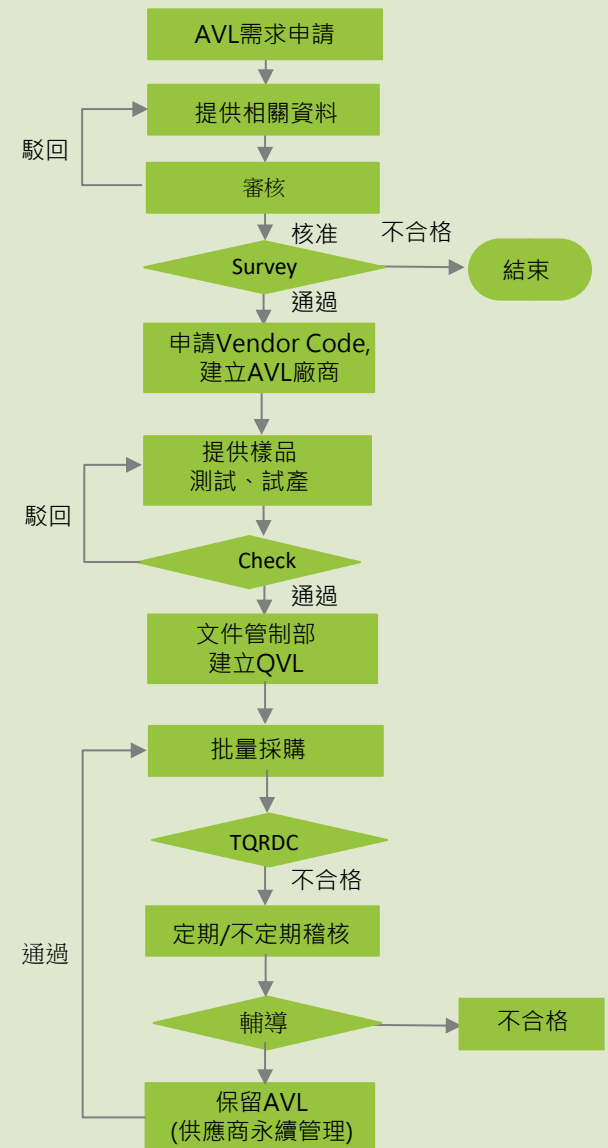 AVL需求申請
提供相關資料
駁回
審核
核准
不合格
Survey
結束
通過
申請Vendor Code,
建立AVL廠商
提供樣品
測試、試產
駁回
Check
通過
文件管制部
建立QVL
批量採購
TQRDC
不合格
定期/不定期稽核
通過
輔導
不合格
保留AVL
(供應商永續管理)